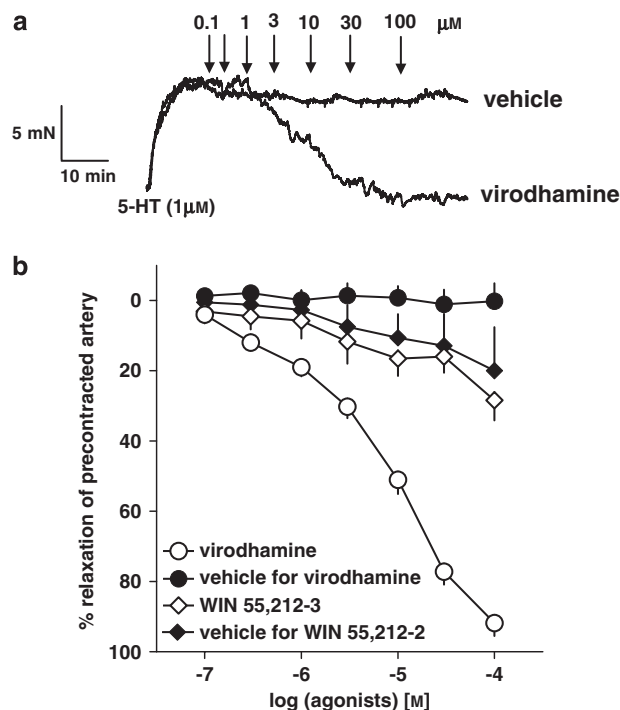 a
0.1 1 3 10 30 100 μM
vehicle
5 mN
10 min
virodhamine
5-HT (1μM)
b
% relaxation of precontracted artery
0
20
40
60
80
100
virodhamine
vehicle for virodhamine
WIN 55,212-3
vehicle for WIN 55,212-2
-7 -6 -5 -4
log (agonists) [M]